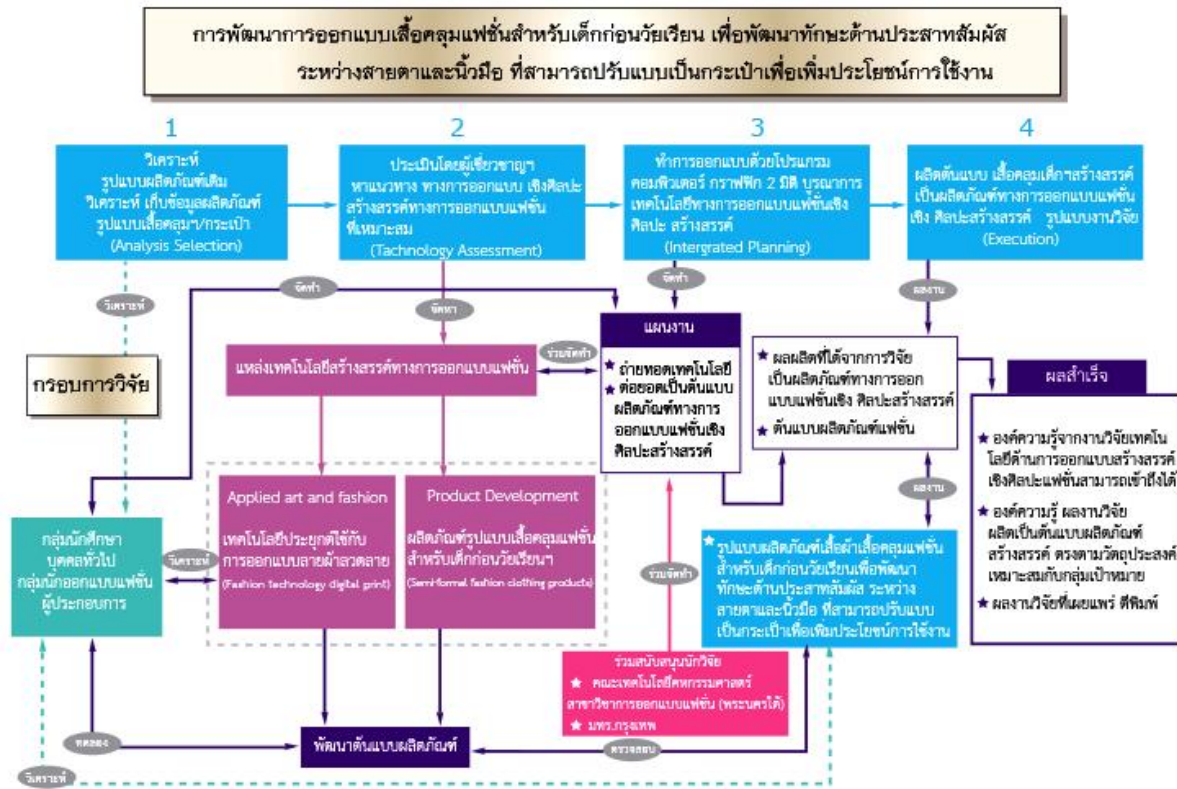 การพัฒนาการออกแบบเสื้อคลุมแฟชั่นสำหรับเด็กก่อนวัยเรียน เพื่อพัฒนาทักษะด้านประสาทสัมผัส
ระหว่างสายตาและนิ้วมือ ที่สามารถปรับแบบเป็นกระเป๋าเพื่อเพิ่มประโยชน์การใช้งาน
1
2
3
4
วิเคราะห์
รูปแบบผลิตภัณฑ์เดิม
วิเคราะห์ เก็บข้อมูลผลิตภัณฑ์
รูปแบบเสื้อคลุมฯ/กระเป๋า
(Analysis Selection)
ประเมินโดยผู้เชี่ยวชาญฯ
หาแนวทาง ทางการออกแบบ เชิงศิลปะ
สร้างสรรค์ทางการออกแบบแฟชั่น
ที่เหมาะสม
(Tachnology Assessment)
ทำการออกแบบด้วยโปรแกรม
คอมพิวเตอร์ กราฟฟิก 2 มิติ บูรณาการ
เทคโนโลยีทางการออกแบบแฟชั่นเชิง
ศิลปะ สร้างสรรค์
(Intergrated Planning)
ผลิตต้นแบบ เสื้อคลุมเด็กฯสร้างสรรค์
เป็นผลิตภัณฑ์ทางการออกแบบแฟชั่น
เชิง ศิลปะสร้างสรรค์ รูปแบบงานวิจัย
(Execution)
วิเคราะห์
จัดทำ
จัดหา
จัดทำ
ผลงาน
กรอบการวิจัย
แหล่งเทคโนโลยีสร้างสรรค์ทางการออกแบบแฟชั่น
ร่วมจัดทำ
แผนงาน
ถ่ายทอดเทคโนโลยี
ต่อยอดเป็นต้นแบบ
ผลิตภัณฑ์ทางการ
ออกแบบแฟชั่นเชิง
ศิลปะสร้างสรรค์
ผลผลิตที่ได้จากการวิจัย
เป็นผลิตภัณฑ์ทางการออก
แบบแฟชั่นเชิง ศิลปะสร้างสรรค์
ต้นแบบผลิตภัณฑ์แฟชั่น
ผลสำเร็จ
องค์ความรู้จากงานวิจัยเทคโน
โลยีด้านการออกแบบสร้างสรรค์
เชิงศิลปะแฟชั่นสามารถเข้าถึงได้
องค์ความรู้ ผลงานวิจัย
ผลิตเป็นต้นแบบผลิตภัณฑ์
สร้างสรรค์ ตรงตามวัตถุประสงค์
เหมาะสมกับกลุ่มเป้าหมาย
ผลงานวิจัยที่เผยแพร่ ตีพิมพ์
กลุ่มนักศึกษา
บุคคลทั่วไป
กลุ่มนักออกแบบแฟชั่น
ผู้ประกอบการ
วิเคราะห์
Applied art and fashion
เทคโนโลยีประยุกต์ใช้กับ
การออกแบบลายผ้าลวดลาย
(Fashion technology digital print)
Product Development
ผลิตภัณฑ์รูปแบบเสื้อคลุมแฟชั่น
สำหรับเด็กก่อนวัยเรียนฯ
(Semi-formal fashion clothing products)
ร่วมจัดทำ
ผลงาน
รูปแบบผลิตภัณฑ์เสื้อผ้าเสื้อคลุมแฟชั่น
สำหรับเด็กก่อนวัยเรียนเพื่อพัฒนา
ทักษะด้านประสาทสัมผัส ระหว่าง
สายตาและนิ้วมือ ที่สามารถปรับแบบ
เป็นกระเป๋าเพื่อเพิ่มประโยชน์การใช้งาน
ร่วมสนับสนุนนักวิจัย
คณะเทคโนโลยีคหกรรมศาสตร์
สาขาวิชาการออกแบบแฟชั่น (พระนครใต้)
มทร.กรุงเทพ
ทดลอง
พัฒนาต้นแบบผลิตภัณฑ์
ตรวจสอบ
วิเคราะห์